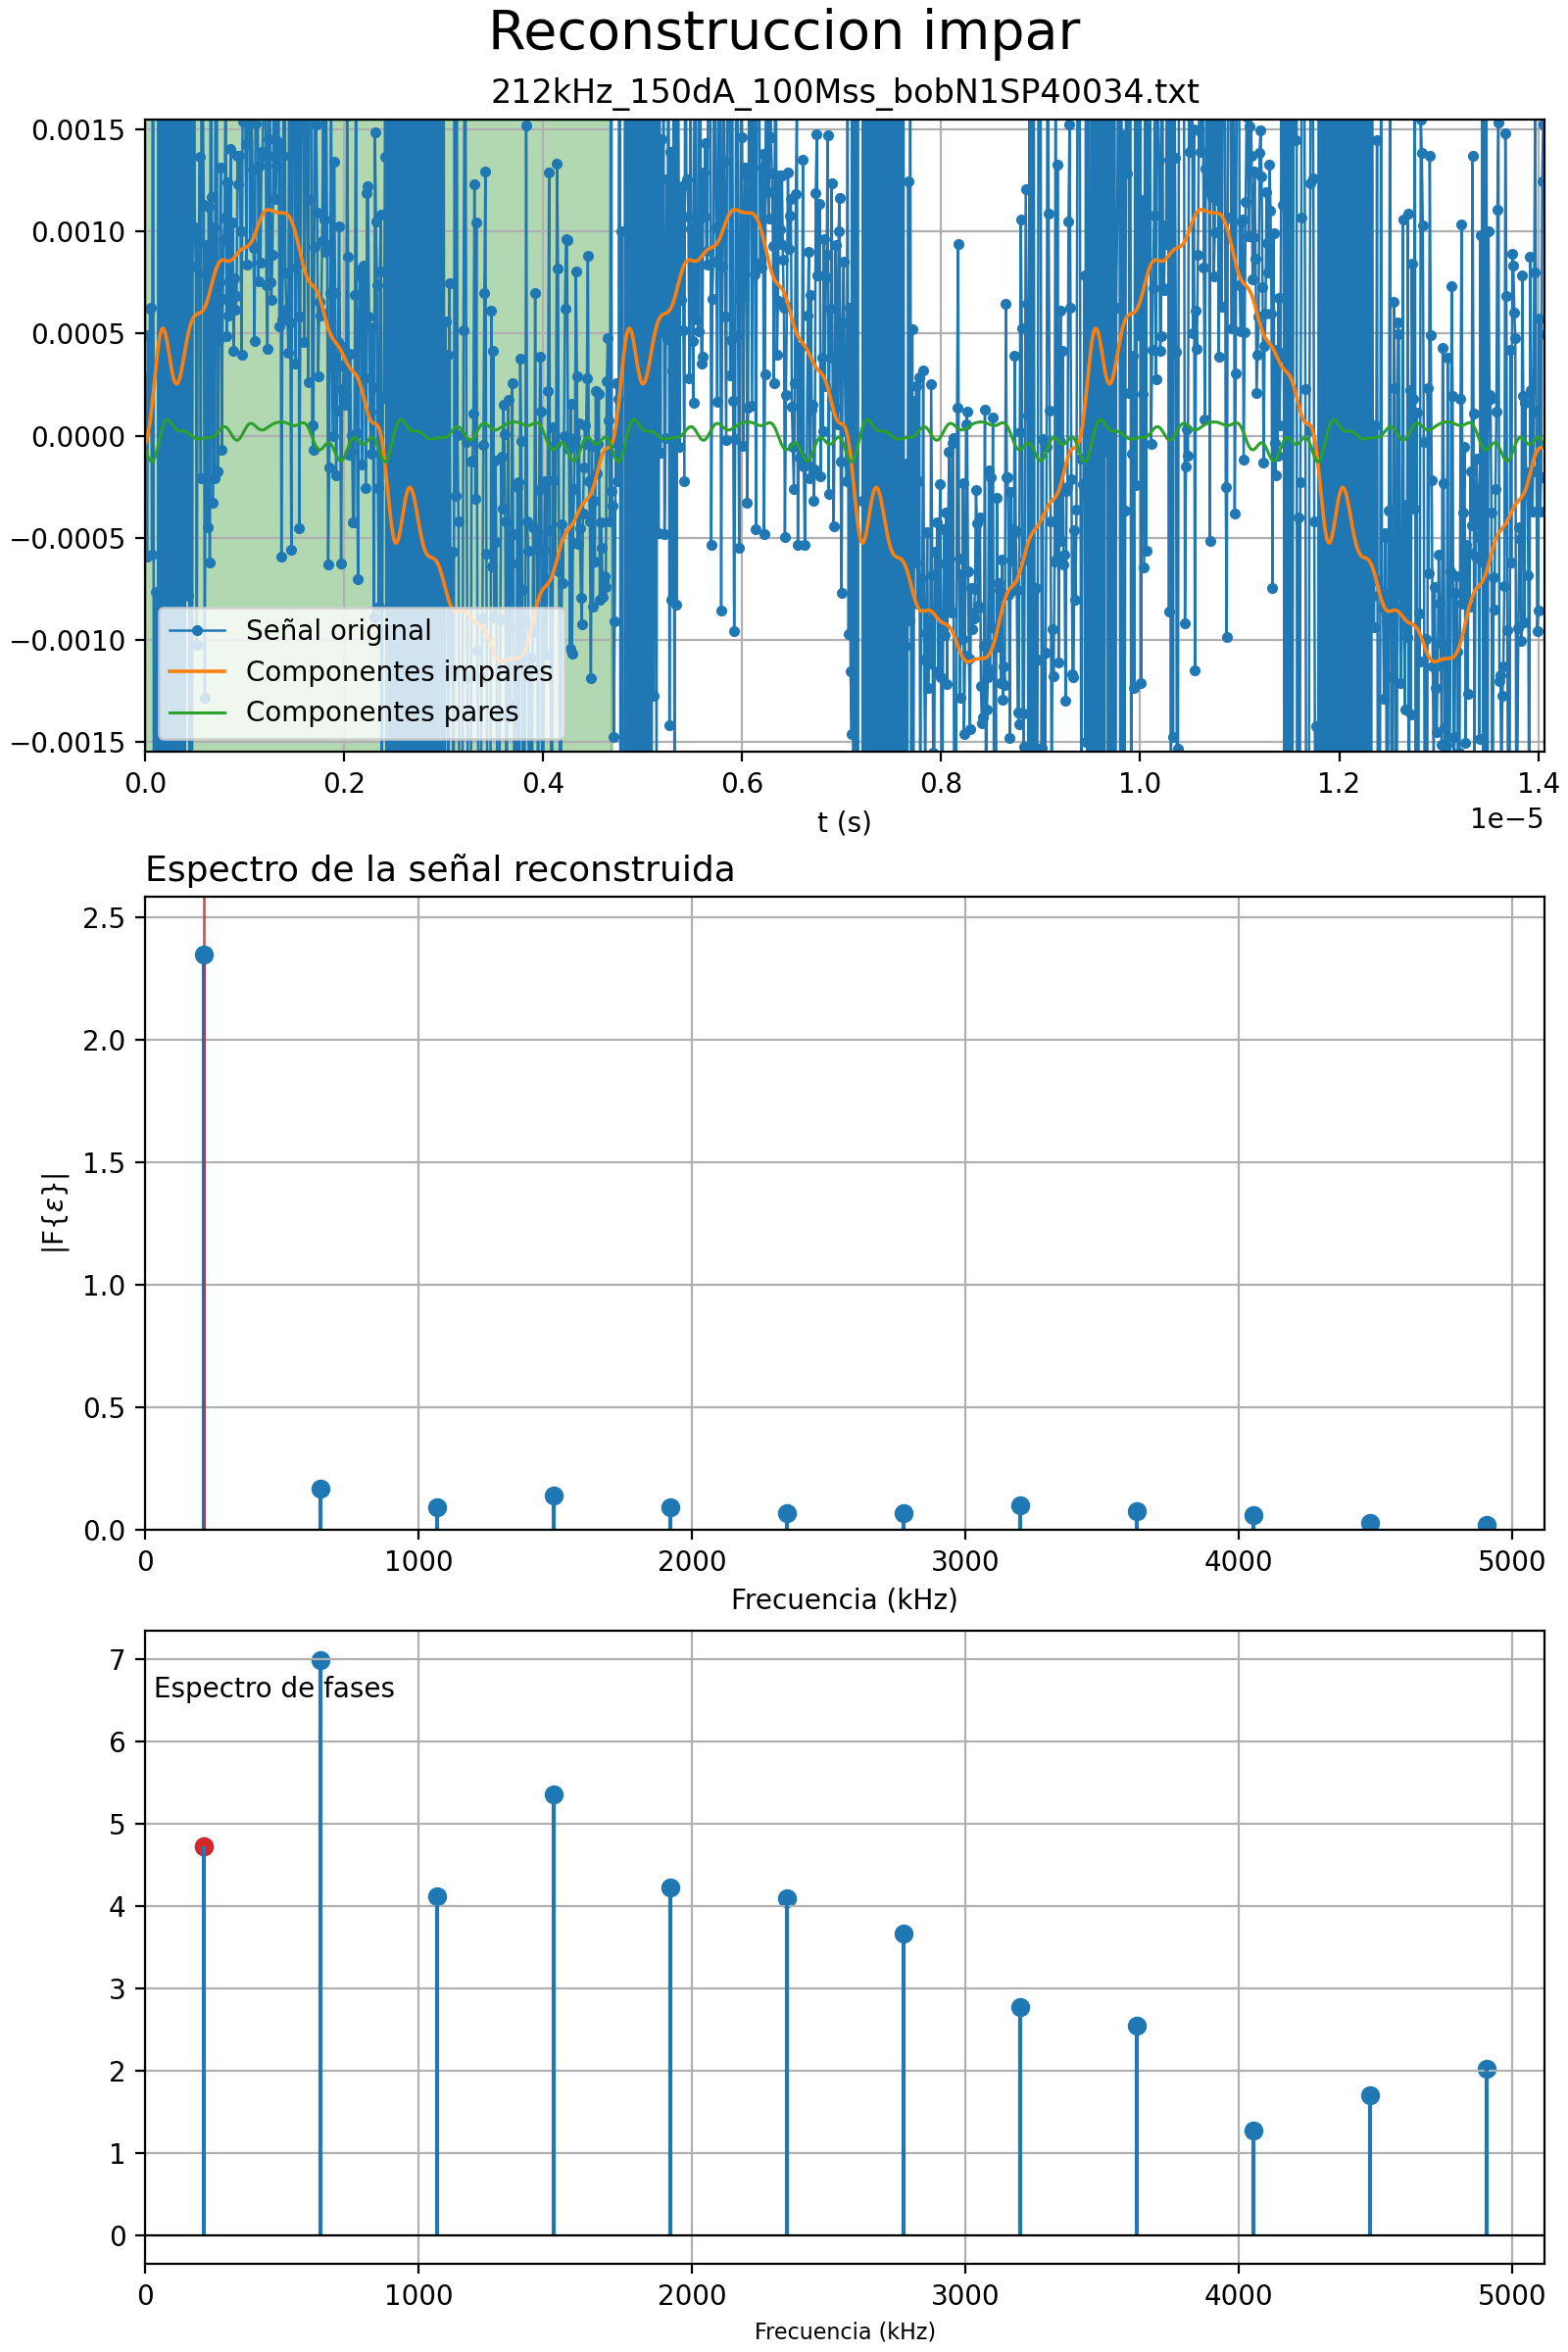 Reconstruccion impar
212kHz_150dA_100Mss_bobN1SP40034.txt
0.0015
0.0010
0.0005
0.0000
−0.0005
−0.0010
−0.0015
Señal original
Componentes impares
Componentes pares
0.0 0.2 0.4 0.6 0.8 1.0 1.2 1.4
1e−5
t (s)
Espectro de la señal reconstruida
2.5
2.0
1.5
1.0
0.5
0.0
|F{ε}|
0 1000 2000 3000 4000 5000
Frecuencia (kHz)
7
Espectro de fases
6
5
4
3
2
1
0
0 1000 2000 3000 4000 5000
Frecuencia (kHz)